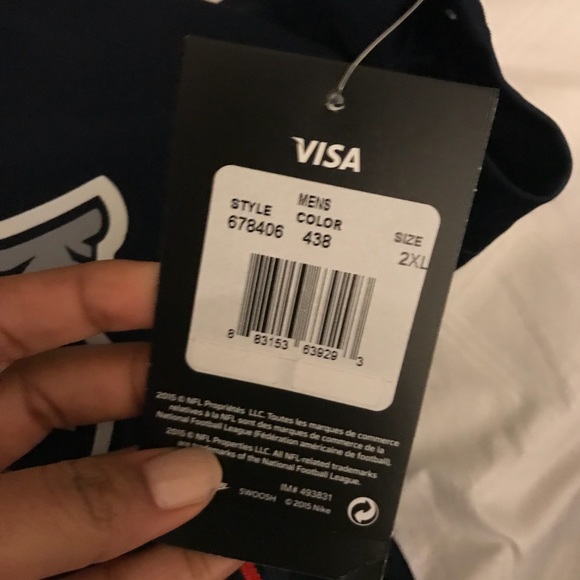 VISA
MENS
STYLE COLOR SIZE
678406 438 2XL
8 83153 63929 3
2015 © NFL Propriétés LLC. Toutes les marques de commerce
relatives à la NFL sont des marques de commerce de la
National Football League (Fédération américaine de football).
2015 © NFL Properties LLC. All NFL-related trademarks
are trademarks of the National Football League.
IM# 493831
SWOOSH © 2015 Nike